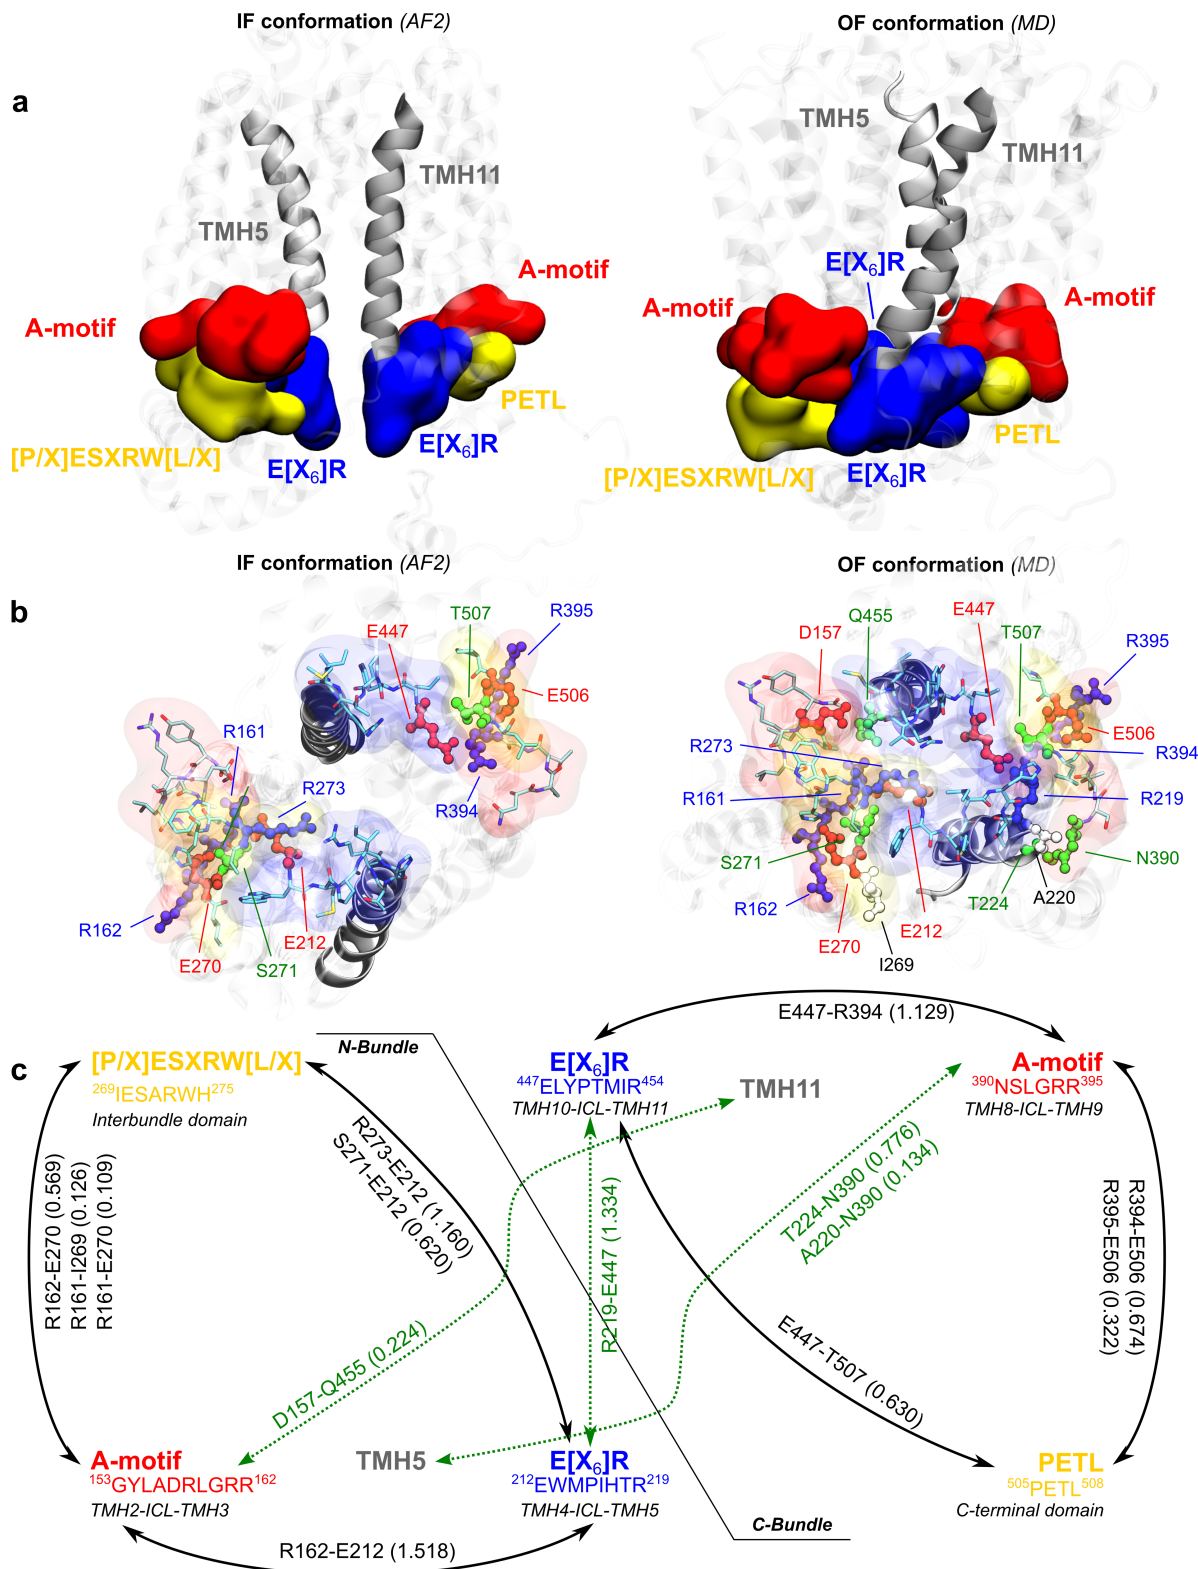 IF conformation (AF2)
OF conformation (MD)
a
TMH5
TMH11
TMH11
TMH5
E[X₆]R
A-motif
A-motif
A-motif
A-motif
PETL
PETL
[P/X]ESXRW[L/X]
E[X₆]R
E[X₆]R
[P/X]ESXRW[L/X]
E[X₆]R
IF conformation (AF2)
OF conformation (MD)
b
T507
R395
E447
E506
R161
R273
R394
R162
E270
S271
E212
Q455
E447
D157
T507
R395
R273
E506
R394
R161
R219
S271
N390
R162
T224
A220
E270
E212
I269
E447-R394 (1.129)
c
[P/X]ESXRW[L/X]
²⁶⁹IESARWH²⁷⁵
Interbundle domain
N-Bundle
E[X₆]R
⁴⁴⁷ELYPTMIR⁴⁵⁴
TMH10-ICL-TMH11
TMH11
A-motif
³⁹⁰NSLGRR³⁹⁵
TMH8-ICL-TMH9
R162-E270 (0.569)
R161-I269 (0.126)
R161-E270 (0.109)
R273-E212 (1.160)
S271-E212 (0.620)
R219-E447 (1.334)
T224-N390 (0.776)
A220-N390 (0.134)
R394-E506 (0.674)
R395-E506 (0.322)
D157-Q455 (0.224)
E447-T507 (0.630)
A-motif
¹⁵³GYLADRLGRR¹⁶²
TMH2-ICL-TMH3
TMH5
E[X₆]R
²¹²EWMPIHTR²¹⁹
TMH4-ICL-TMH5
PETL
⁵⁰⁵PETL⁵⁰⁸
C-terminal domain
C-Bundle
R162-E212 (1.518)